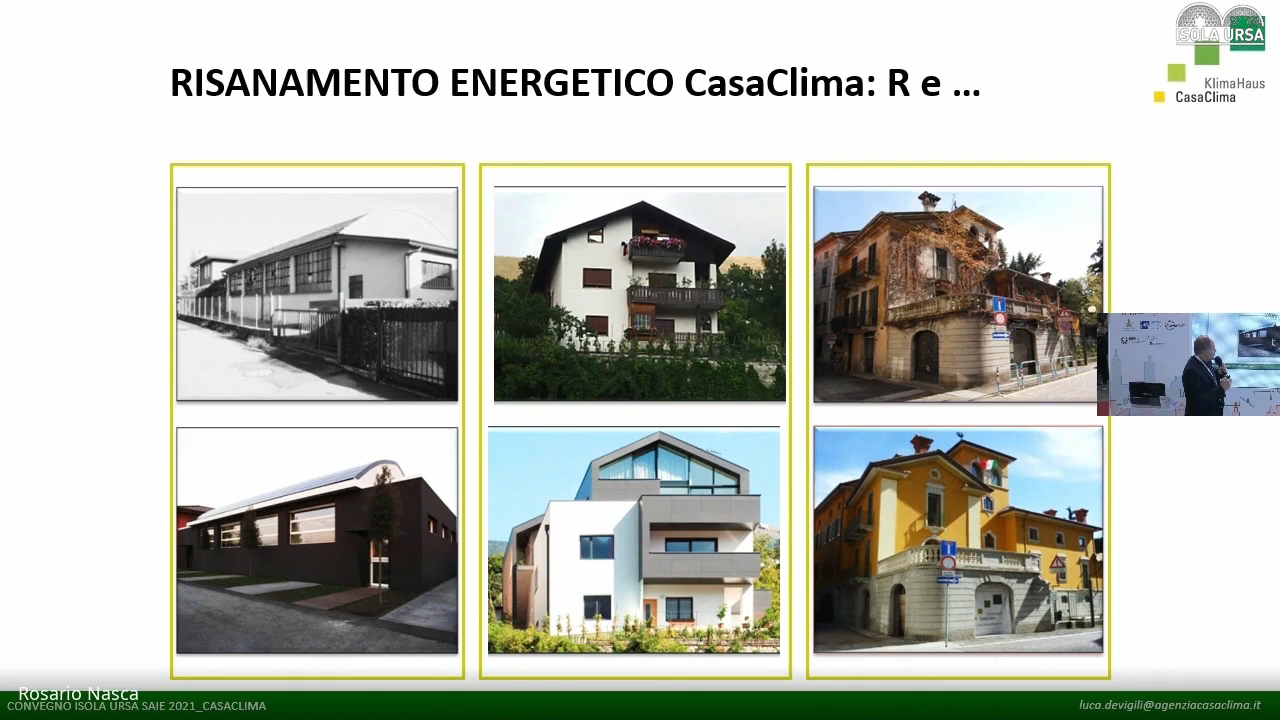 ISOLA URSA
RISANAMENTO ENERGETICO CasaClima: R e ...
KlimaHaus
CasaClima
Rosario Nasca
CONVEGNO ISOLA URSA SAIE 2021_CASACLIMA
luca.devigili@agenziacasaclima.it